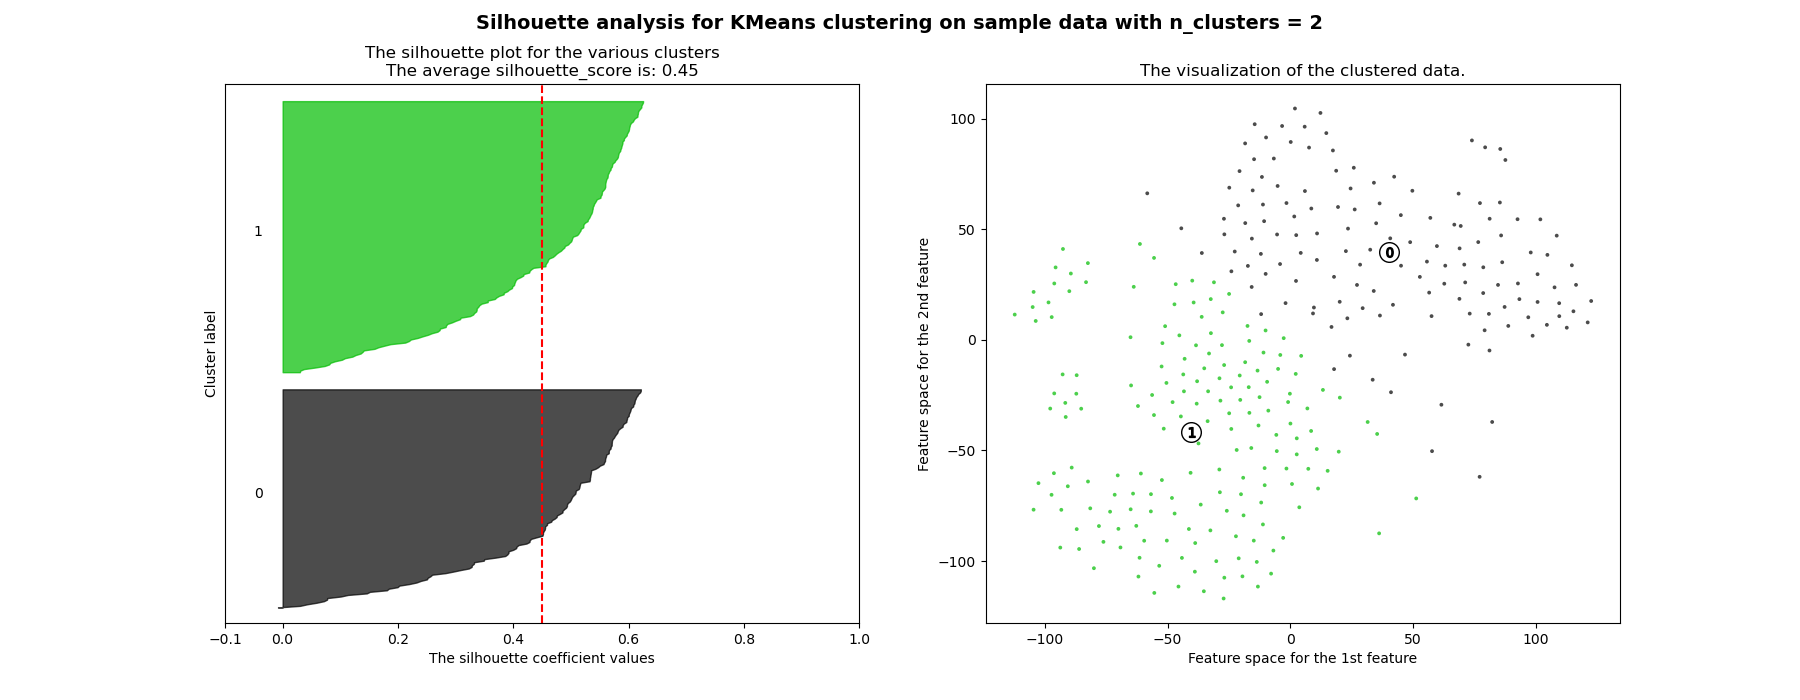 Silhouette analysis for KMeans clustering on sample data with n_clusters = 2
The silhouette plot for the various clusters
The average silhouette_score is: 0.45
Cluster label
1
0
−0.1 0.0 0.2 0.4 0.6 0.8 1.0
The silhouette coefficient values
The visualization of the clustered data.
Feature space for the 2nd feature
100
50
0
−50
−100
0
1
−100 −50 0 50 100
Feature space for the 1st feature